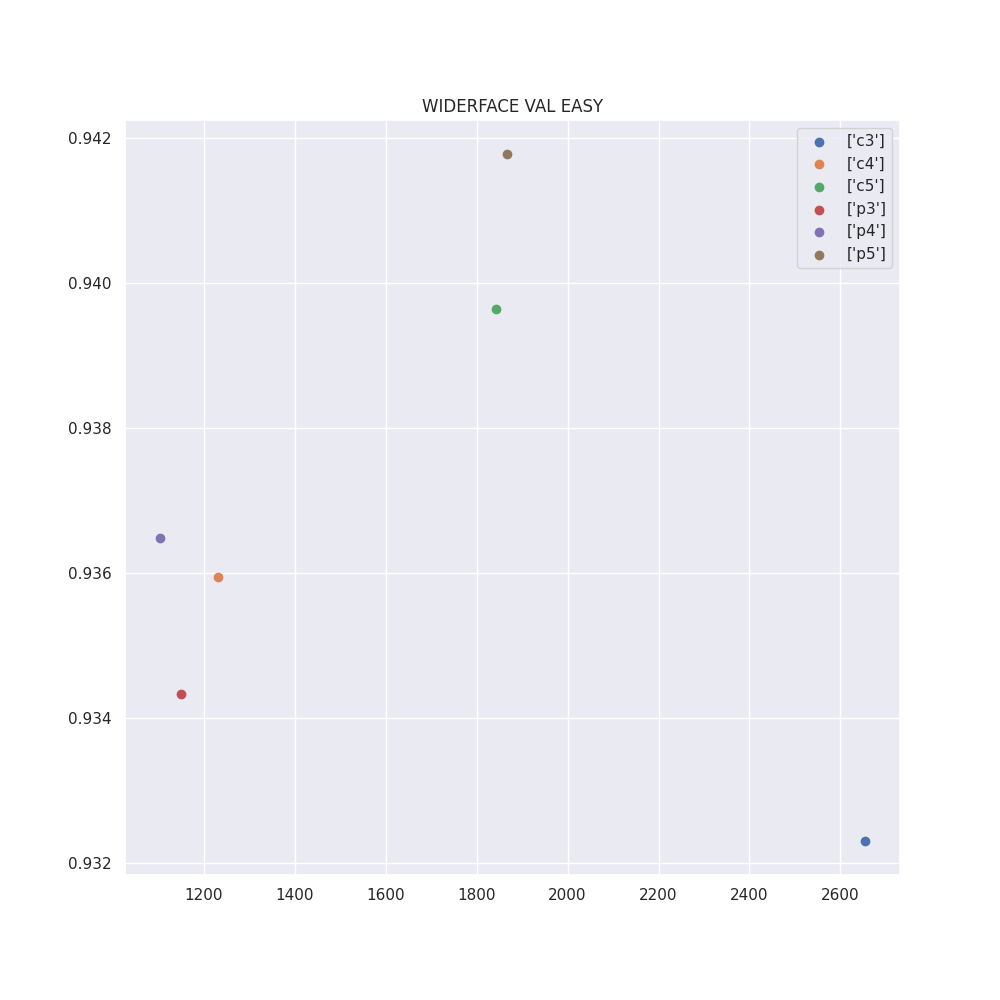 WIDERFACE VAL EASY
0.942
0.940
0.938
0.936
0.934
0.932
1200 1400 1600 1800 2000 2200 2400 2600
['c3']
['c4']
['c5']
['p3']
['p4']
['p5']